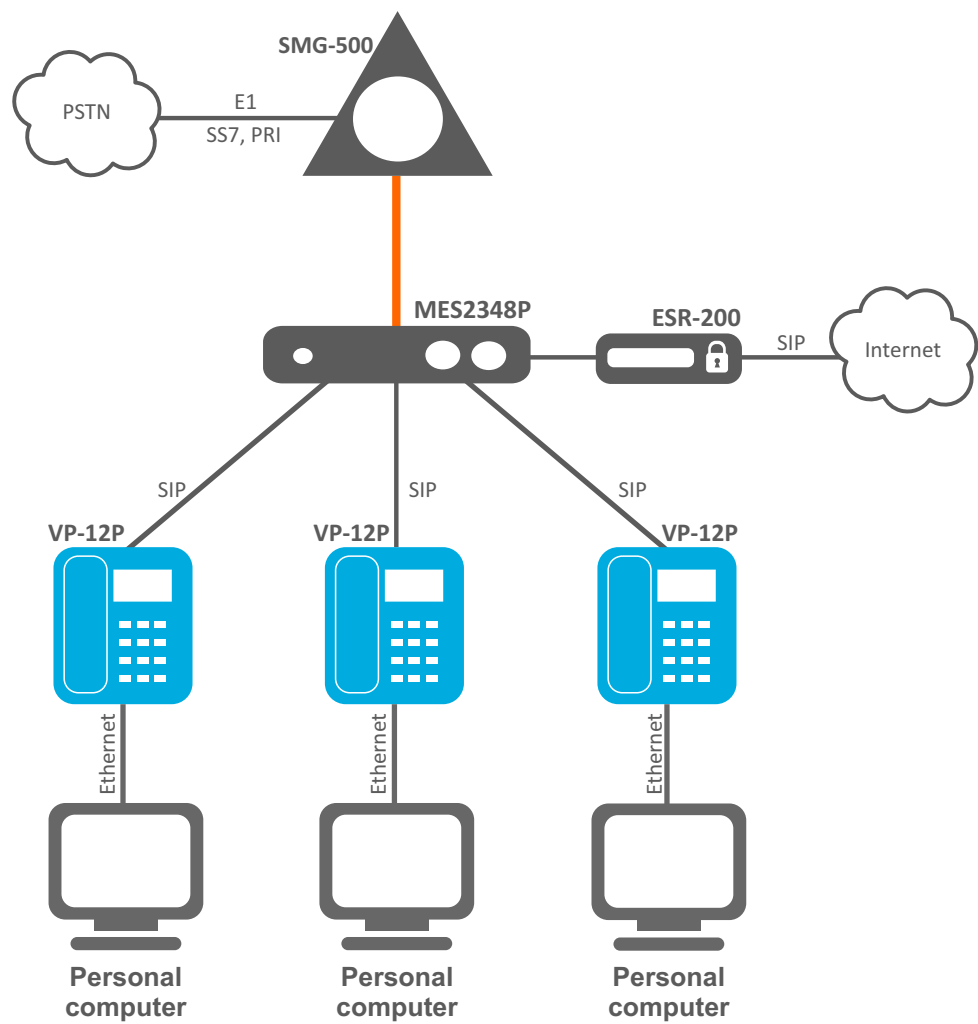 SMG-500
PSTN
E1
SS7, PRI
MES2348P
ESR-200
SIP
Internet
SIP
SIP
SIP
VP-12P
VP-12P
VP-12P
Ethernet
Ethernet
Ethernet
Personal
computer
Personal
computer
Personal
computer